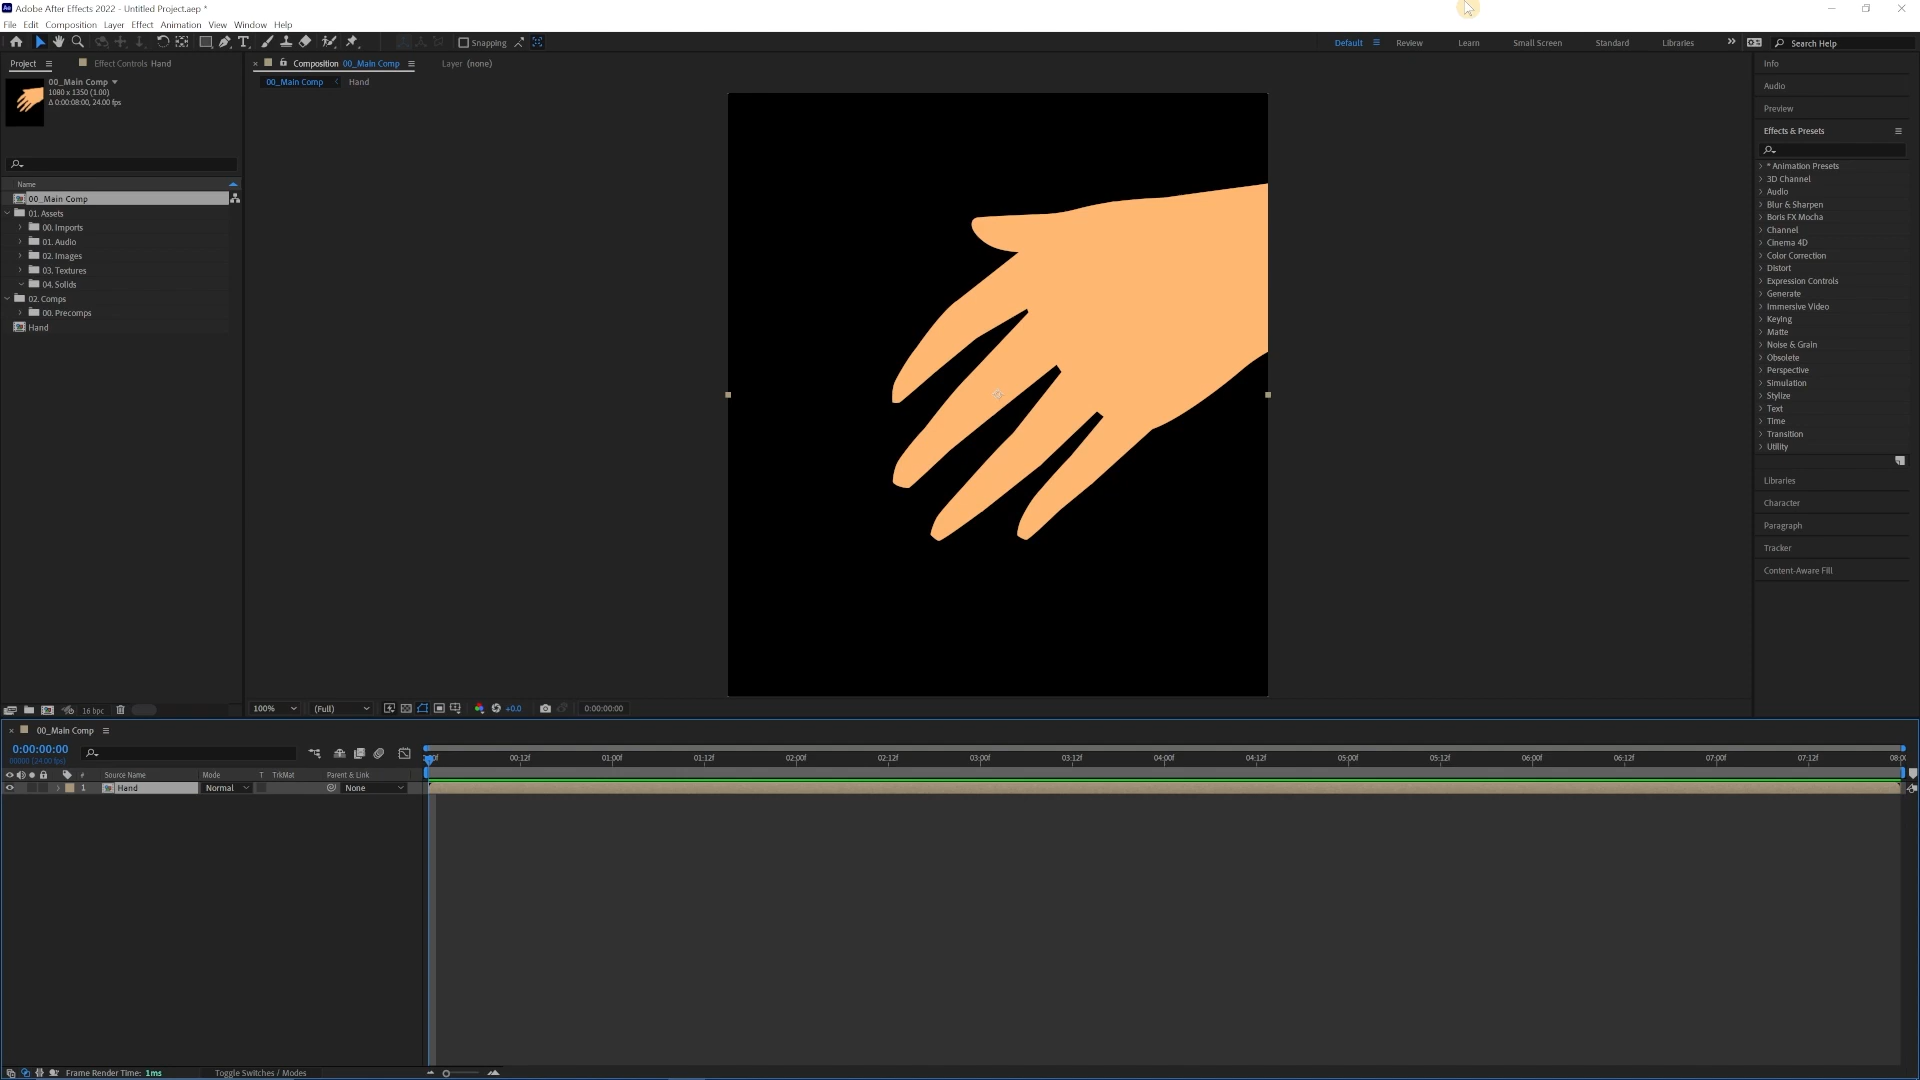 Adobe After Effects 2022 - Untitled Project.aep *
File Edit Composition Layer Effect Animation View Window Help
Snapping
Default Review Learn Small Screen Standard Libraries Search Help
Project Effect Controls Hand
Composition 00_Main Comp Layer (none)
00_Main Comp Hand
00_Main Comp
1080 x 1350 (1.00)
Δ 0:00:08:00, 24.00 fps
Name
00_Main Comp
01. Assets
00. Imports
01. Audio
02. Images
03. Textures
04. Solids
02. Comps
00. Precomps
Hand
16 bpc
100% (Full) +0.0 0:00:00:00
Info
Audio
Preview
Effects & Presets
* Animation Presets
3D Channel
Audio
Blur & Sharpen
Boris FX Mocha
Channel
Cinema 4D
Color Correction
Distort
Expression Controls
Generate
Immersive Video
Keying
Matte
Noise & Grain
Obsolete
Perspective
Simulation
Stylize
Text
Time
Transition
Utility
Libraries
Character
Paragraph
Tracker
Content-Aware Fill
00_Main Comp
0:00:00:00
00000 (24.00 fps)
00:12f 01:00f 01:12f 02:00f 02:12f 03:00f 03:12f 04:00f 04:12f 05:00f 05:12f 06:00f 06:12f 07:00f 07:12f
# Source Name Mode T TrkMat Parent & Link
1 Hand Normal None
Frame Render Time: 1ms Toggle Switches / Modes